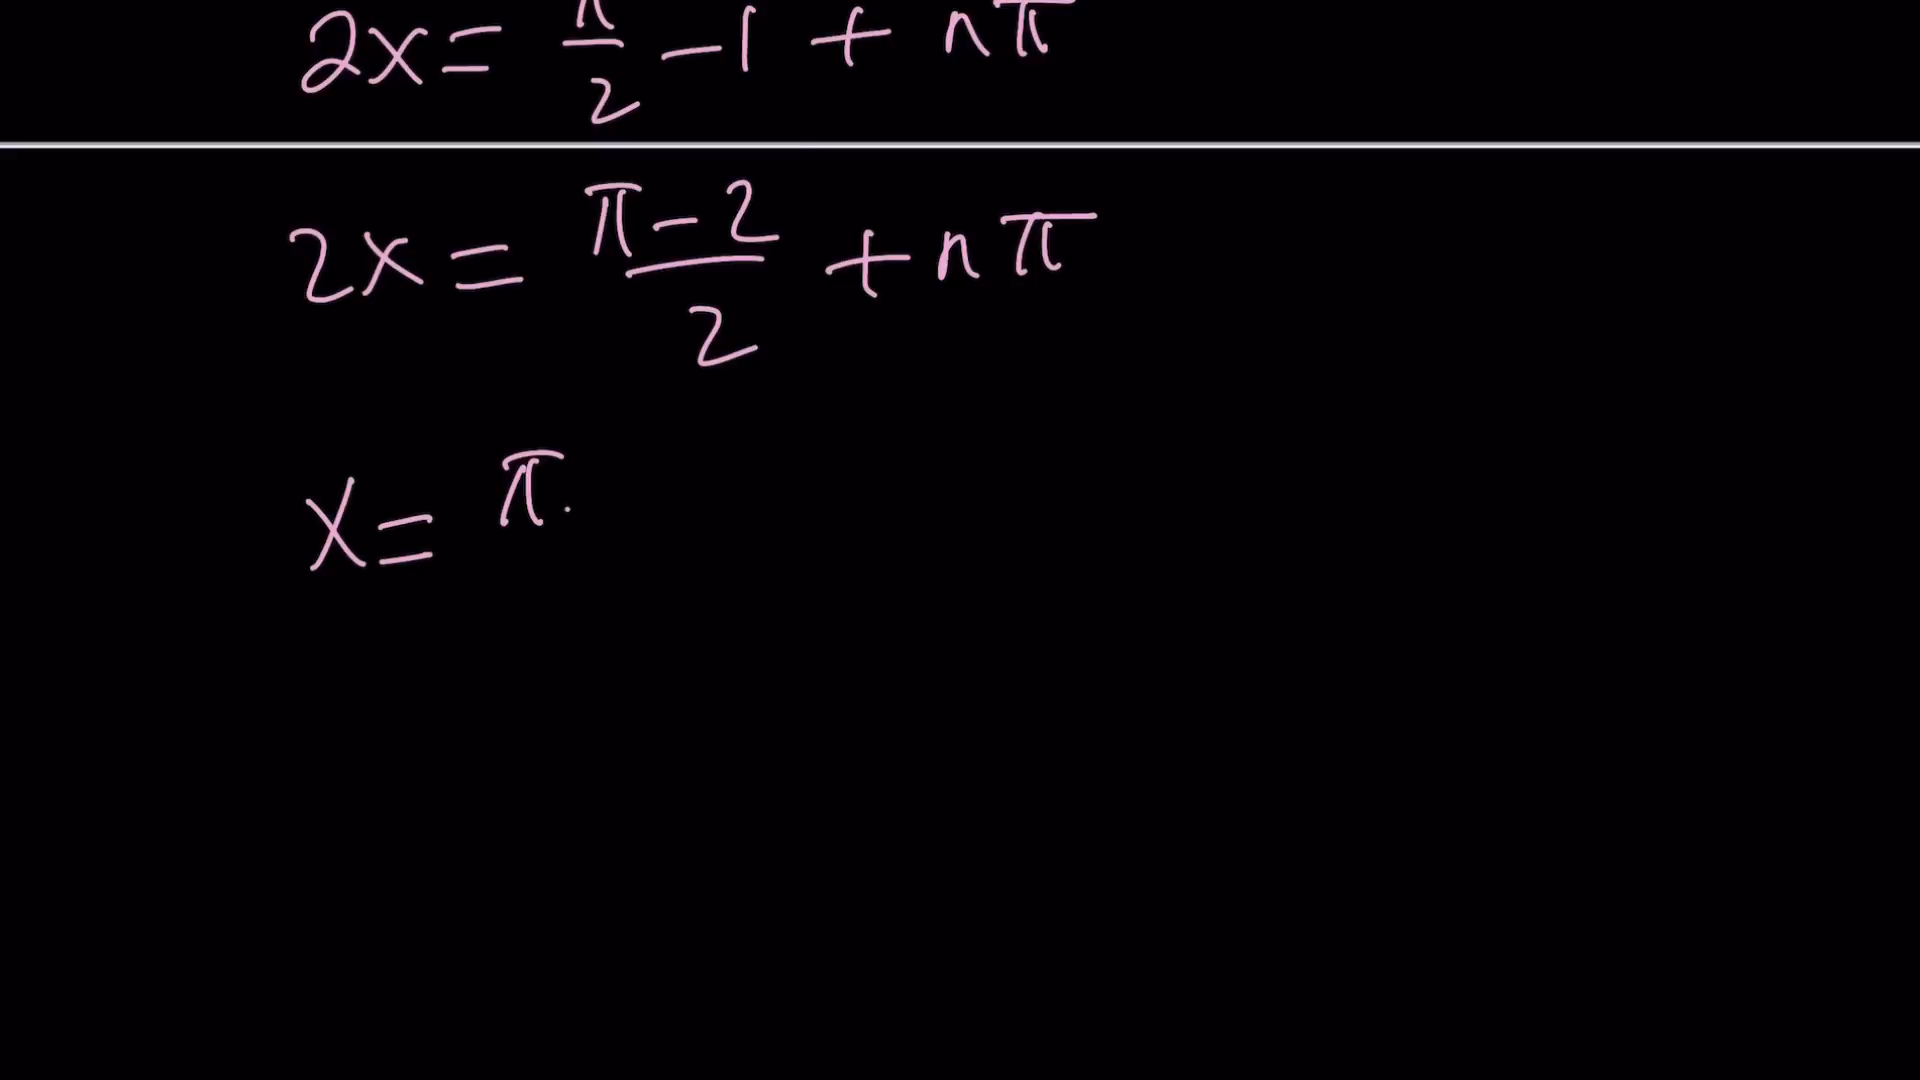 2x = π/2 - 1 + nπ
2x = (π-2)/2 + nπ
x = π